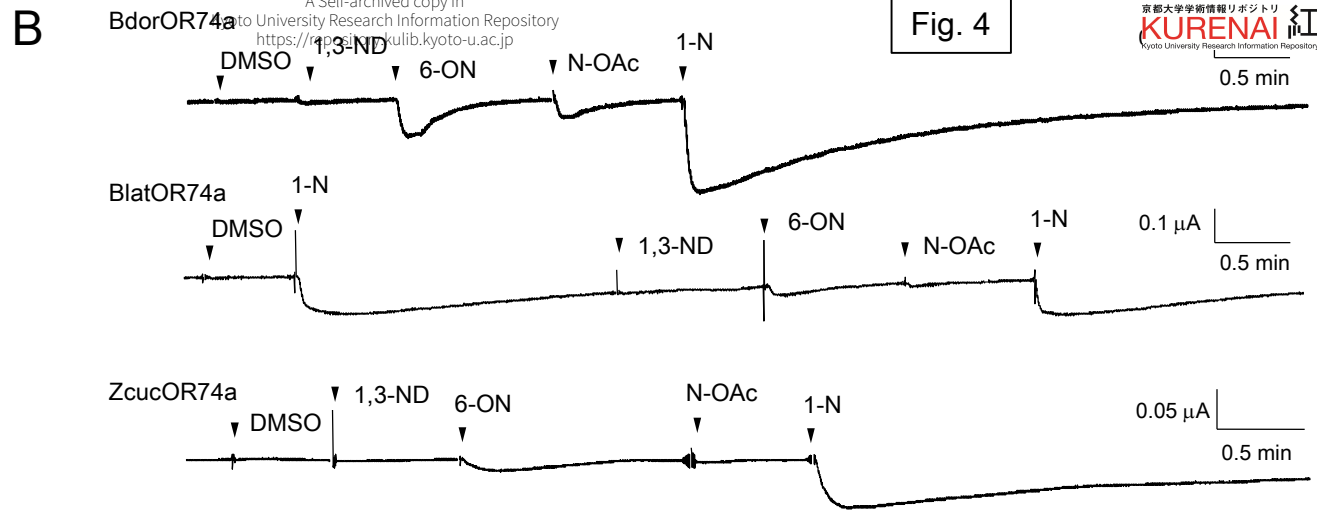 B
BdorOR74a
A Self-archived copy in
Kyoto University Research Information Repository
https://repository.kulib.kyoto-u.ac.jp
Fig. 4
京都大学学術情報リポジトリ
KURENAI 紅
Kyoto University Research Information Repository
DMSO
1,3-ND
6-ON
N-OAc
1-N
0.5 min
BlatOR74a
DMSO
1-N
1,3-ND
6-ON
N-OAc
1-N
0.1 μA
0.5 min
ZcucOR74a
DMSO
1,3-ND
6-ON
N-OAc
1-N
0.05 μA
0.5 min